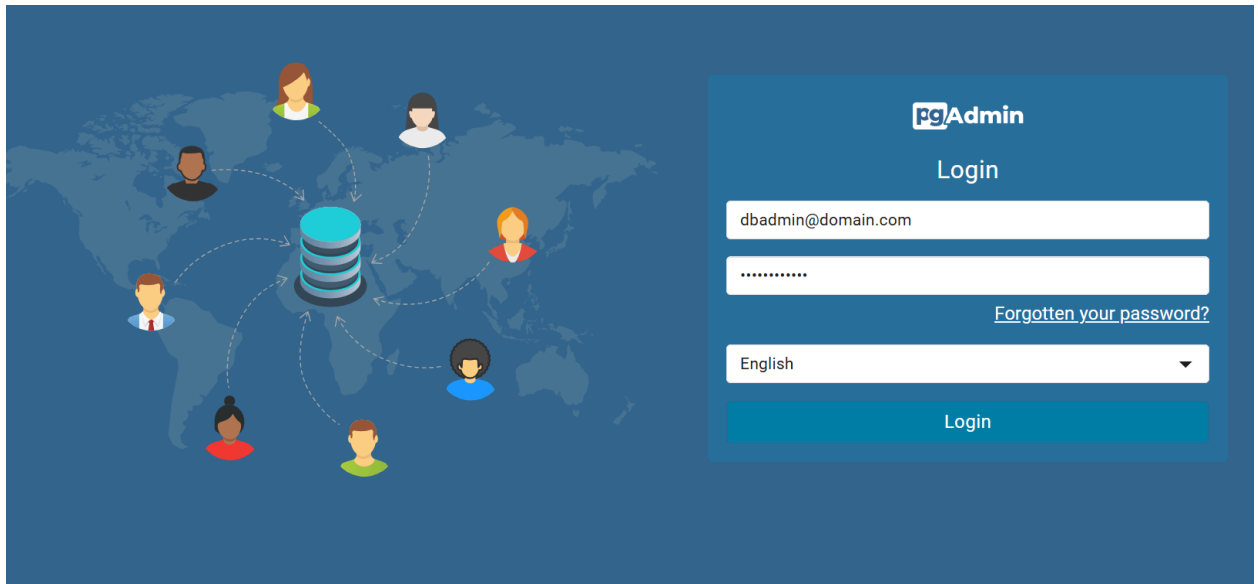 pgAdmin
Login
dbadmin@domain.com
••••••••••••
Forgotten your password?
English
Login